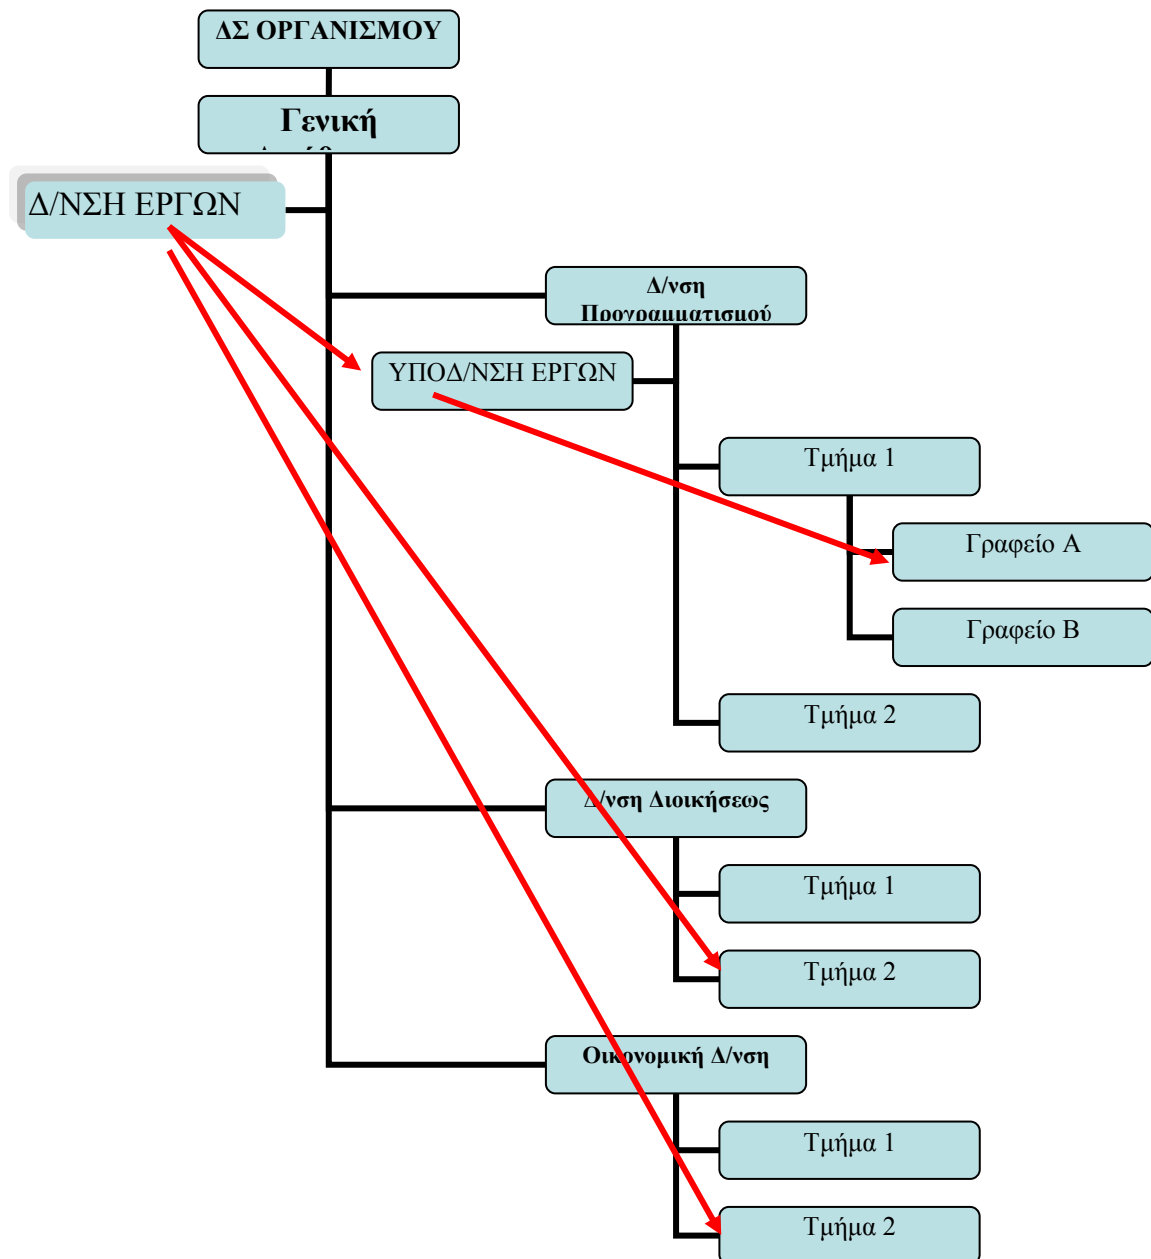 ΔΣ ΟΡΓΑΝΙΣΜΟΥ
Γενική
Δ/ΝΣΗ ΕΡΓΩΝ
Δ/νση
Προγραμματισμού
ΥΠΟΔ/ΝΣΗ ΕΡΓΩΝ
Τμήμα 1
Γραφείο Α
Γραφείο Β
Τμήμα 2
Δ/νση Διοικήσεως
Τμήμα 1
Τμήμα 2
Οικονομική Δ/νση
Τμήμα 1
Τμήμα 2